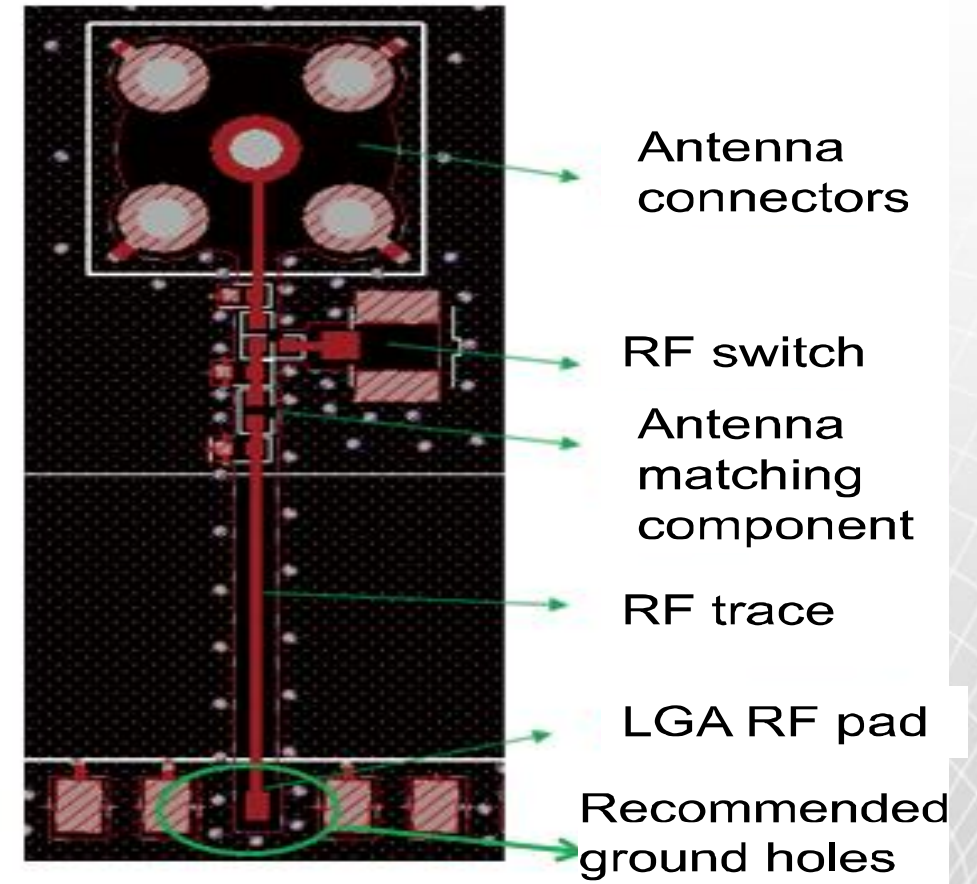 Antenna
connectors
RF switch
Antenna
matching
component
RF trace
LGA RF pad
Recommended
ground holes